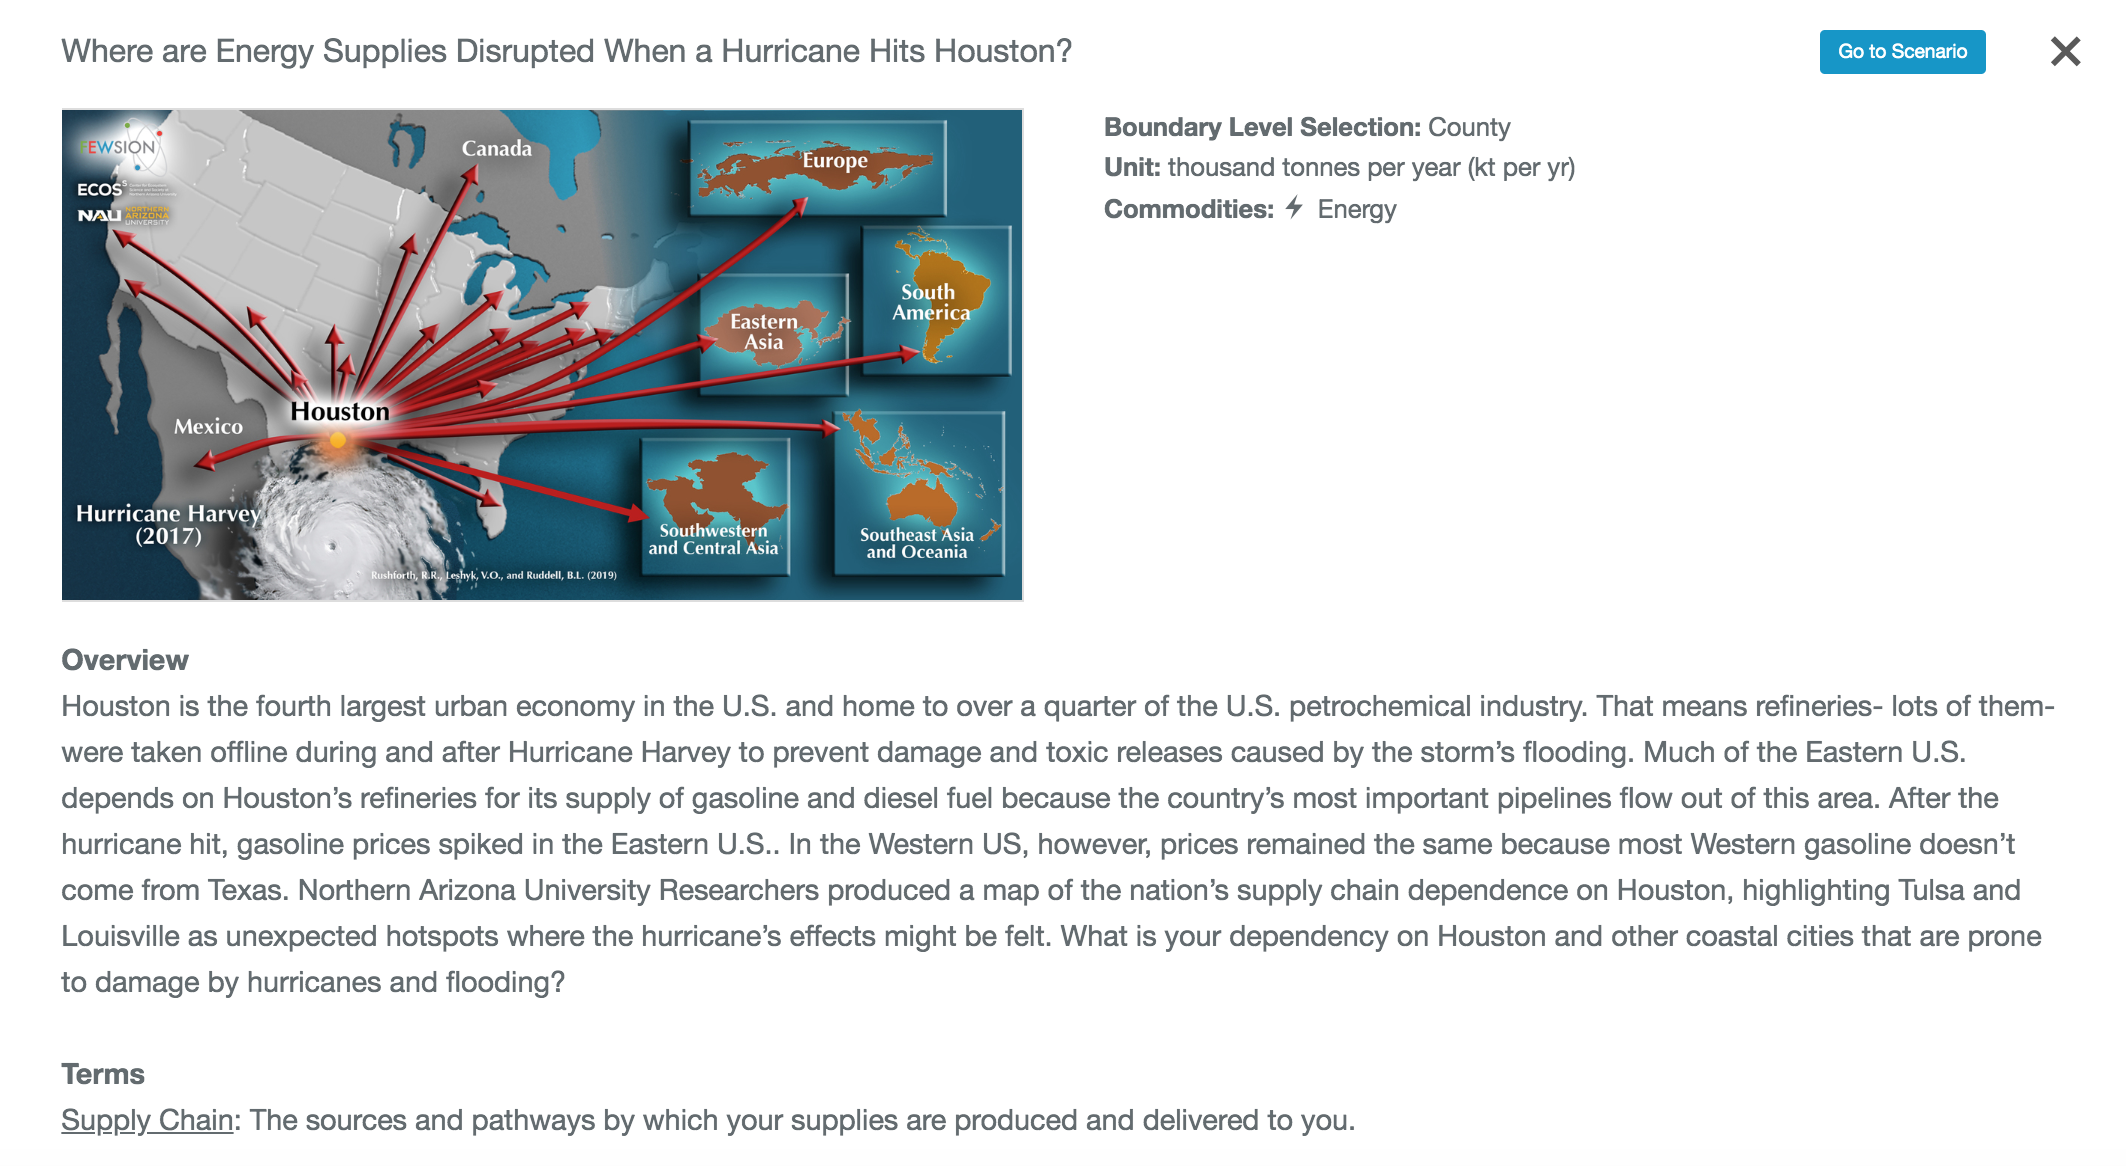 Where are Energy Supplies Disrupted When a Hurricane Hits Houston?
Go to Scenario
FEWSION
ECOSS
NAU NORTHERN
ARIZONA
UNIVERSITY
Canada
Europe
South
America
Eastern
Asia
Houston
Mexico
Hurricane Harvey
(2017)
Southwestern
and Central Asia
Southeast Asia
and Oceania
Rushforth, R.R., Leshyk, V.O., and Ruddell, B.L. (2019)
Boundary Level Selection: County
Unit: thousand tonnes per year (kt per yr)
Commodities: Energy
Overview
Houston is the fourth largest urban economy in the U.S. and home to over a quarter of the U.S. petrochemical industry. That means refineries- lots of them-
were taken offline during and after Hurricane Harvey to prevent damage and toxic releases caused by the storm’s flooding. Much of the Eastern U.S.
depends on Houston’s refineries for its supply of gasoline and diesel fuel because the country’s most important pipelines flow out of this area. After the
hurricane hit, gasoline prices spiked in the Eastern U.S.. In the Western US, however, prices remained the same because most Western gasoline doesn’t
come from Texas. Northern Arizona University Researchers produced a map of the nation’s supply chain dependence on Houston, highlighting Tulsa and
Louisville as unexpected hotspots where the hurricane’s effects might be felt. What is your dependency on Houston and other coastal cities that are prone
to damage by hurricanes and flooding?
Terms
Supply Chain: The sources and pathways by which your supplies are produced and delivered to you.